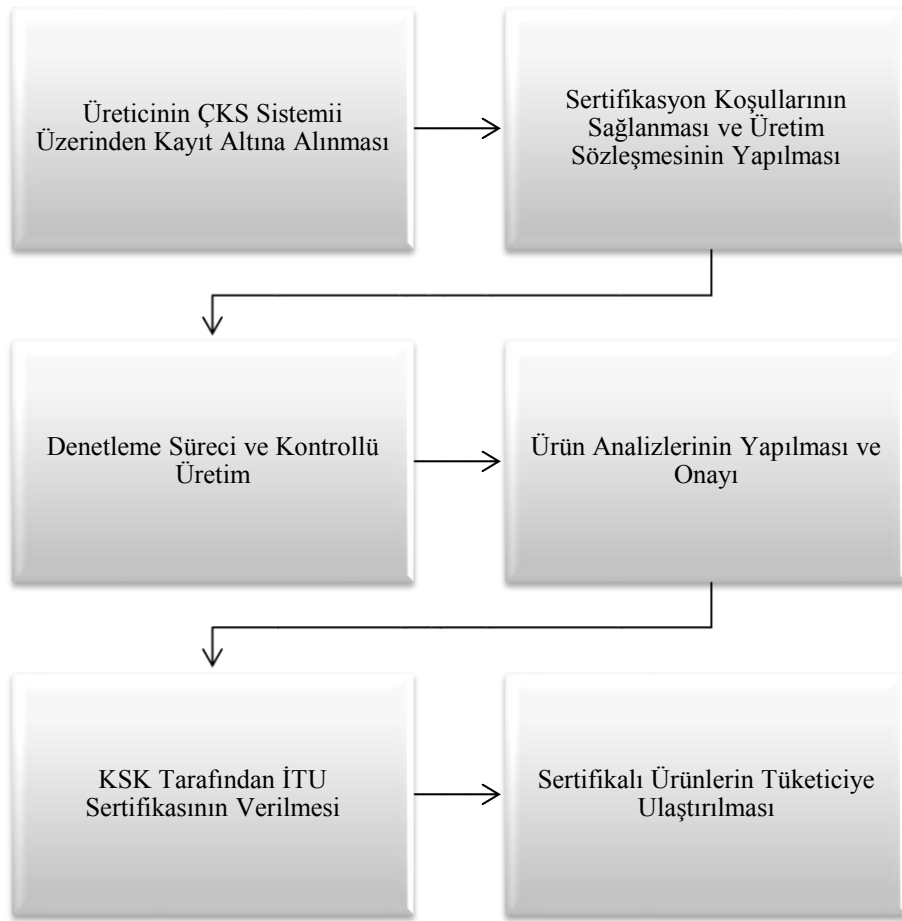 Üreticinin ÇKS Sistemii
Üzerinden Kayıt Altına Alınması
Sertifikasyon Koşullarının
Sağlanması ve Üretim
Sözleşmesinin Yapılması
Denetleme Süreci ve Kontrollü
Üretim
Ürün Analizlerinin Yapılması ve
Onayı
KSK Tarafından İTU
Sertifikasının Verilmesi
Sertifikalı Ürünlerin Tüketiciye
Ulaştırılması